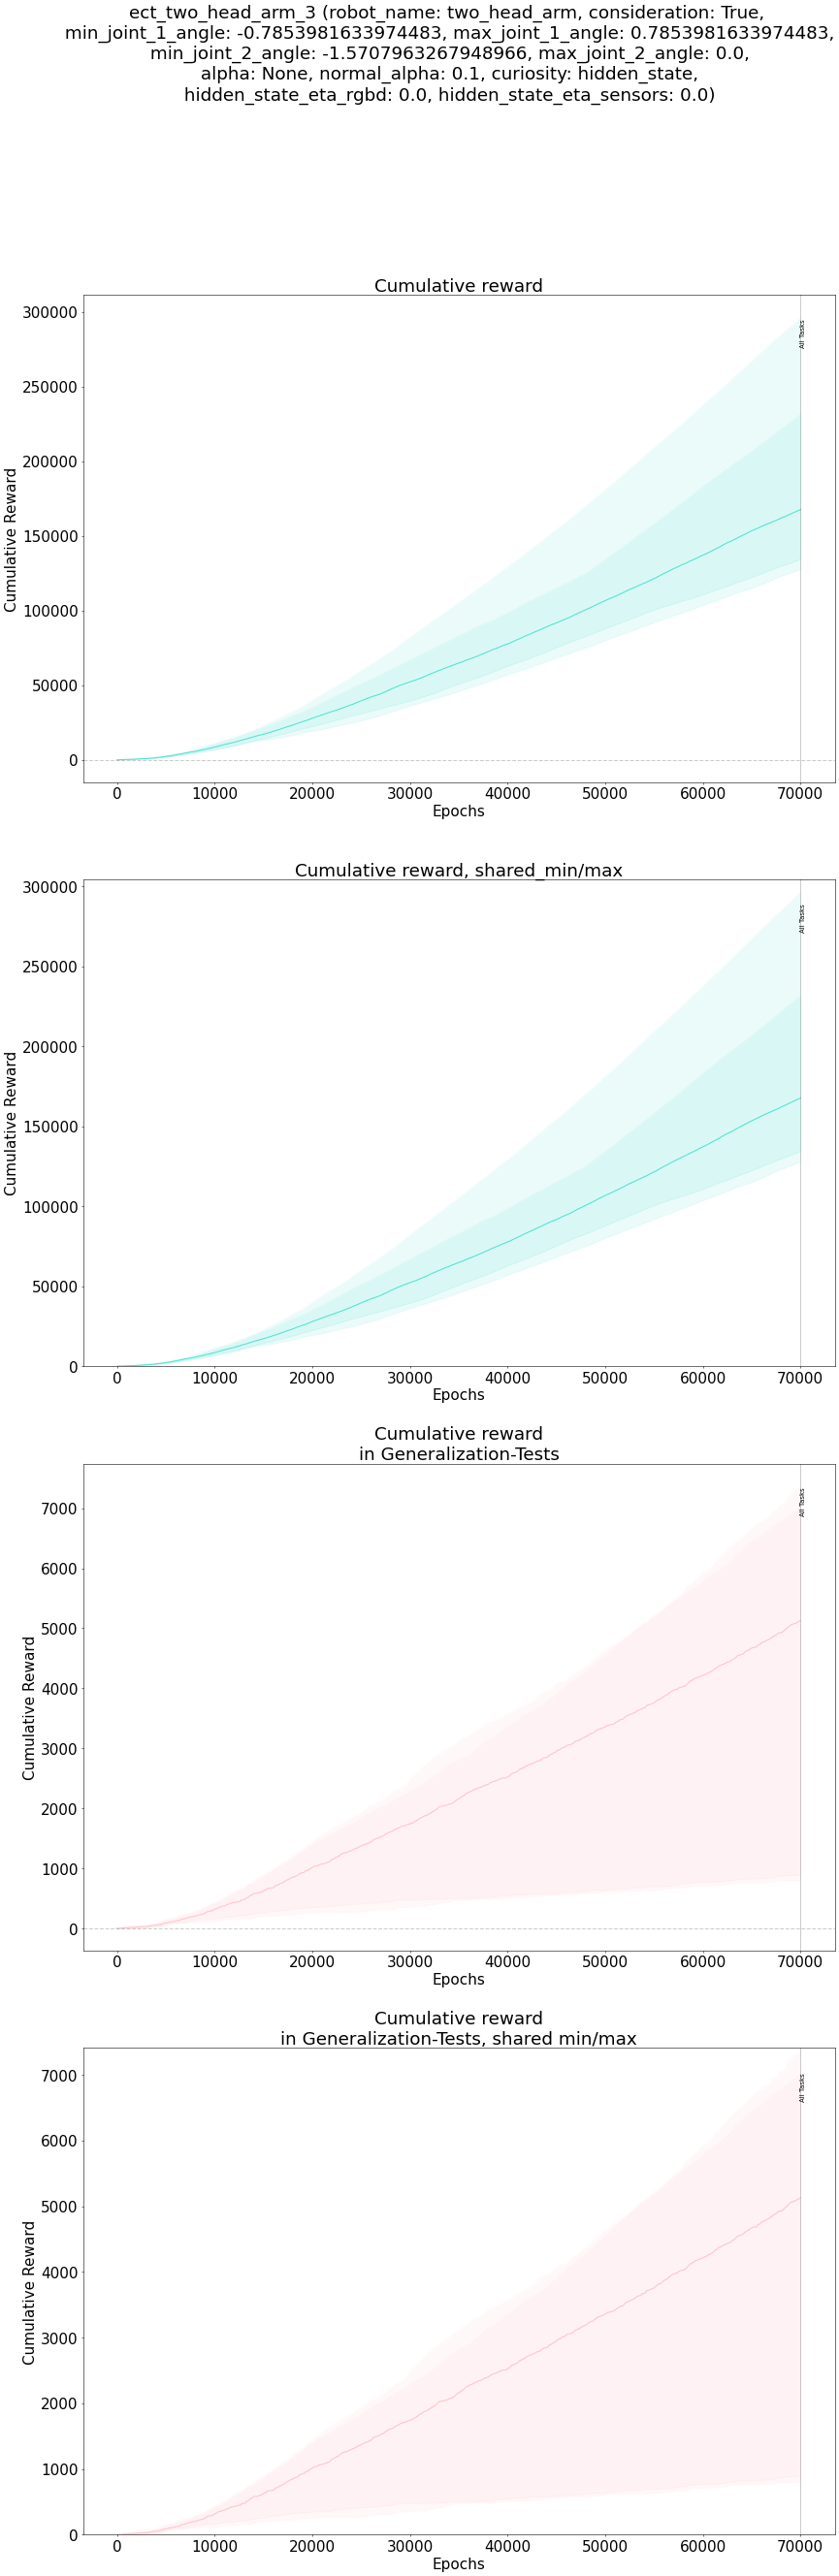 ect_two_head_arm_3 (robot_name: two_head_arm, consideration: True,
min_joint_1_angle: -0.7853981633974483, max_joint_1_angle: 0.7853981633974483,
min_joint_2_angle: -1.5707963267948966, max_joint_2_angle: 0.0,
alpha: None, normal_alpha: 0.1, curiosity: hidden_state,
hidden_state_eta_rgbd: 0.0, hidden_state_eta_sensors: 0.0)
Cumulative reward
300000
250000
200000
150000
100000
50000
0
Cumulative Reward
All Tasks
0 10000 20000 30000 40000 50000 60000 70000
Epochs
Cumulative reward, shared_min/max
300000
250000
200000
150000
100000
50000
0
Cumulative Reward
All Tasks
0 10000 20000 30000 40000 50000 60000 70000
Epochs
Cumulative reward
in Generalization-Tests
7000
6000
5000
4000
3000
2000
1000
0
Cumulative Reward
All Tasks
0 10000 20000 30000 40000 50000 60000 70000
Epochs
Cumulative reward
in Generalization-Tests, shared min/max
7000
6000
5000
4000
3000
2000
1000
0
Cumulative Reward
All Tasks
0 10000 20000 30000 40000 50000 60000 70000
Epochs